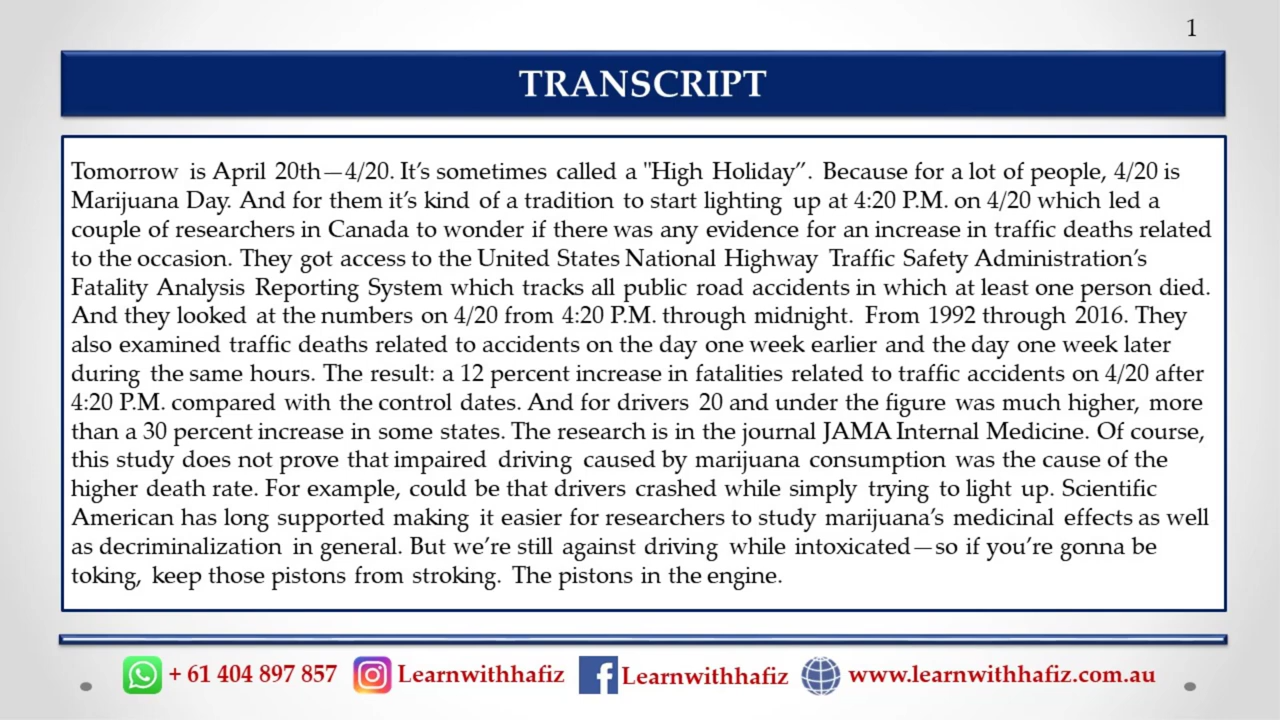 1
TRANSCRIPT
Tomorrow is April 20th—4/20. It’s sometimes called a "High Holiday”. Because for a lot of people, 4/20 is
Marijuana Day. And for them it’s kind of a tradition to start lighting up at 4:20 P.M. on 4/20 which led a
couple of researchers in Canada to wonder if there was any evidence for an increase in traffic deaths related
to the occasion. They got access to the United States National Highway Traffic Safety Administration’s
Fatality Analysis Reporting System which tracks all public road accidents in which at least one person died.
And they looked at the numbers on 4/20 from 4:20 P.M. through midnight. From 1992 through 2016. They
also examined traffic deaths related to accidents on the day one week earlier and the day one week later
during the same hours. The result: a 12 percent increase in fatalities related to traffic accidents on 4/20 after
4:20 P.M. compared with the control dates. And for drivers 20 and under the figure was much higher, more
than a 30 percent increase in some states. The research is in the journal JAMA Internal Medicine. Of course,
this study does not prove that impaired driving caused by marijuana consumption was the cause of the
higher death rate. For example, could be that drivers crashed while simply trying to light up. Scientific
American has long supported making it easier for researchers to study marijuana’s medicinal effects as well
as decriminalization in general. But we’re still against driving while intoxicated—so if you’re gonna be
toking, keep those pistons from stroking. The pistons in the engine.
+ 61 404 897 857 Learnwithhafiz Learnwithhafiz www.learnwithhafiz.com.au